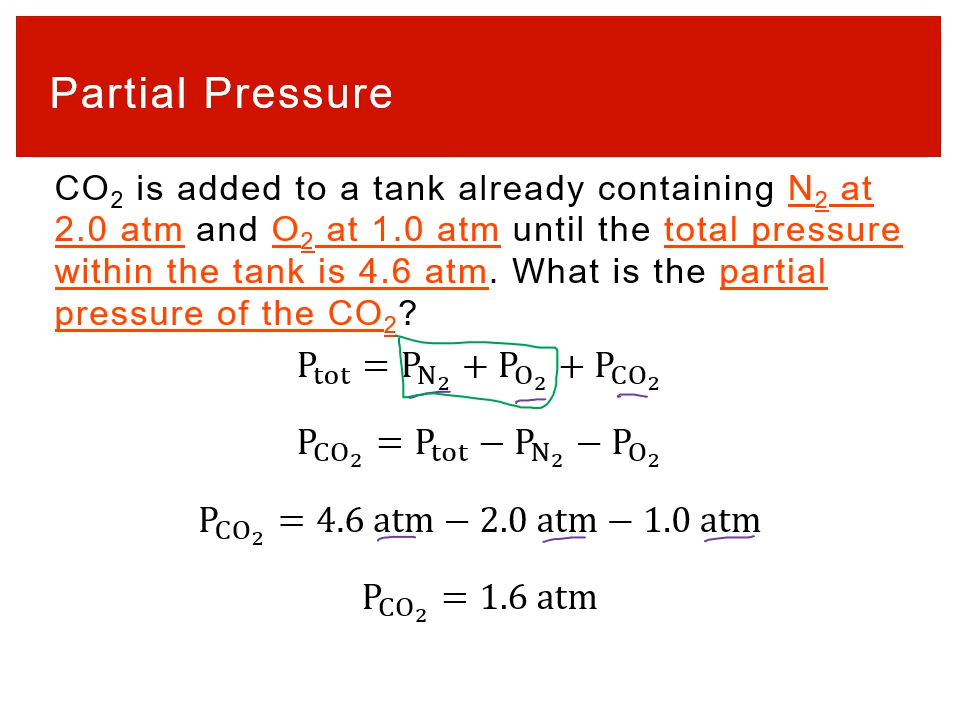 Partial Pressure
CO₂ is added to a tank already containing N₂ at
2.0 atm and O₂ at 1.0 atm until the total pressure
within the tank is 4.6 atm. What is the partial
pressure of the CO₂?
P_tot = P_N₂ + P_O₂ + P_CO₂
P_CO₂ = P_tot − P_N₂ − P_O₂
P_CO₂ = 4.6 atm − 2.0 atm − 1.0 atm
P_CO₂ = 1.6 atm